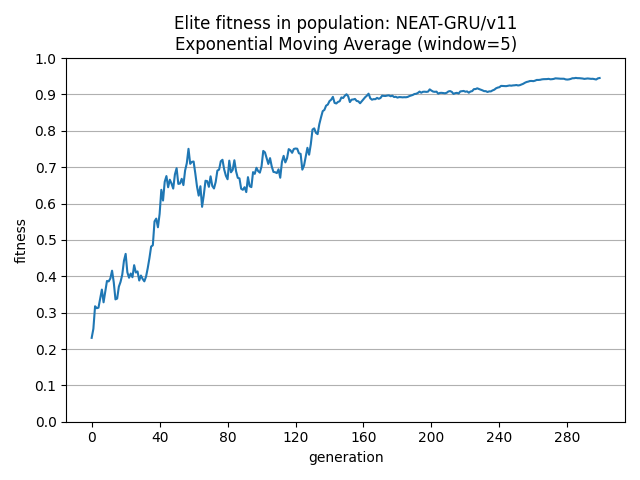 Elite fitness in population: NEAT-GRU/v11
Exponential Moving Average (window=5)
1.0
0.9
0.8
0.7
0.6
0.5
0.4
0.3
0.2
0.1
0.0
fitness
0 40 80 120 160 200 240 280
generation